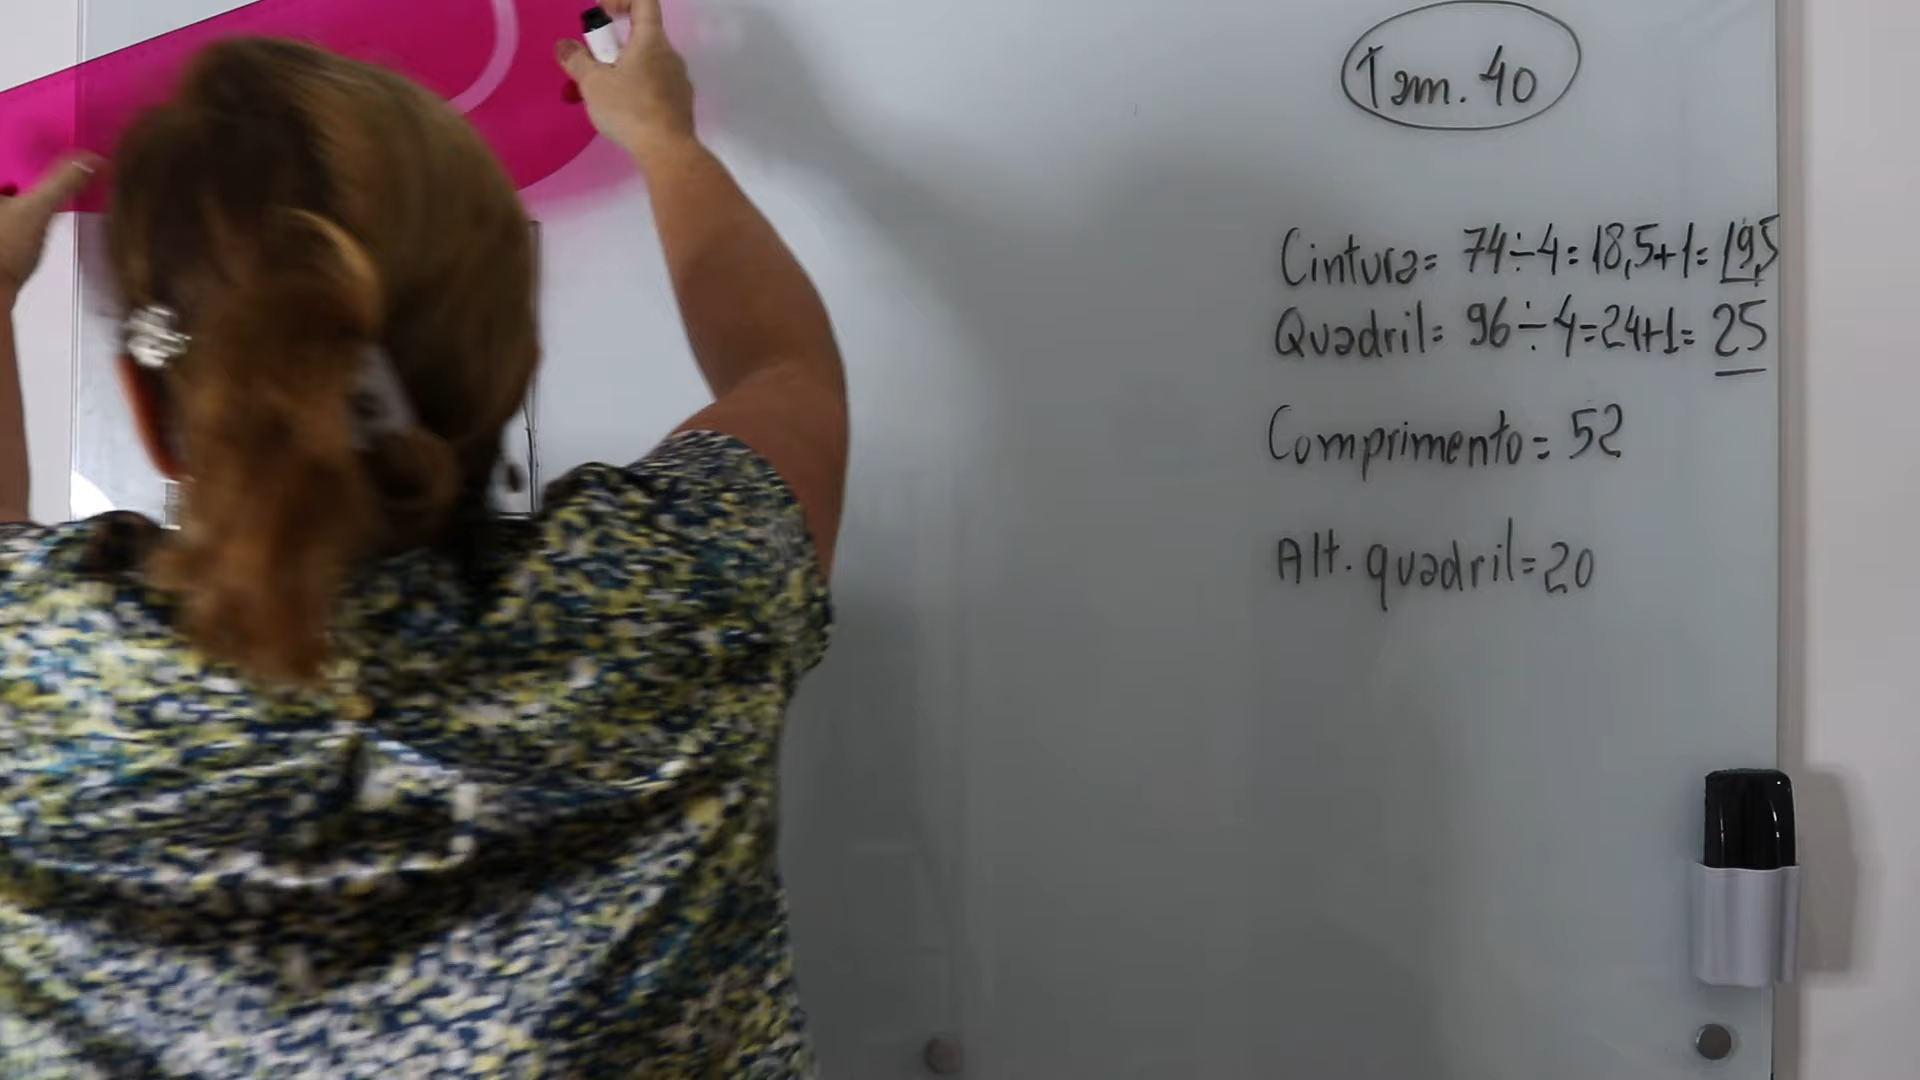 Tam. 40
Cintura= 74÷4=18,5+1=19,5
Quadril= 96÷4=24+1=25
Comprimento=52
Alt. quadril=20